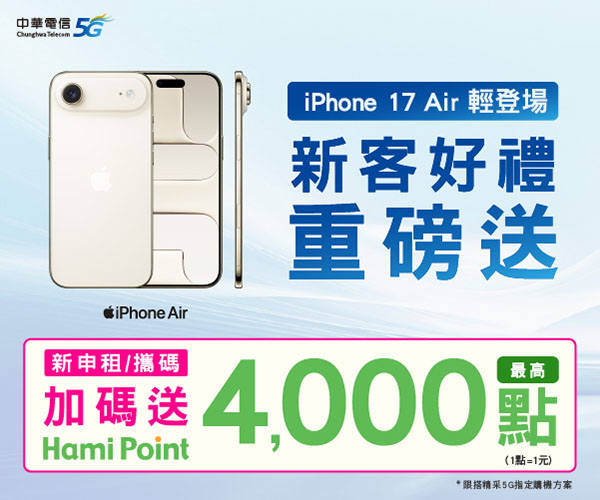 中華電信 5G
Chunghwa Telecom
iPhone 17 Air 輕登場
新客好禮
重磅送
iPhone Air
新申租/攜碼
加碼送
Hami Point
4,000
最高
點
(1點=1元)
*限搭精采5G指定購機方案